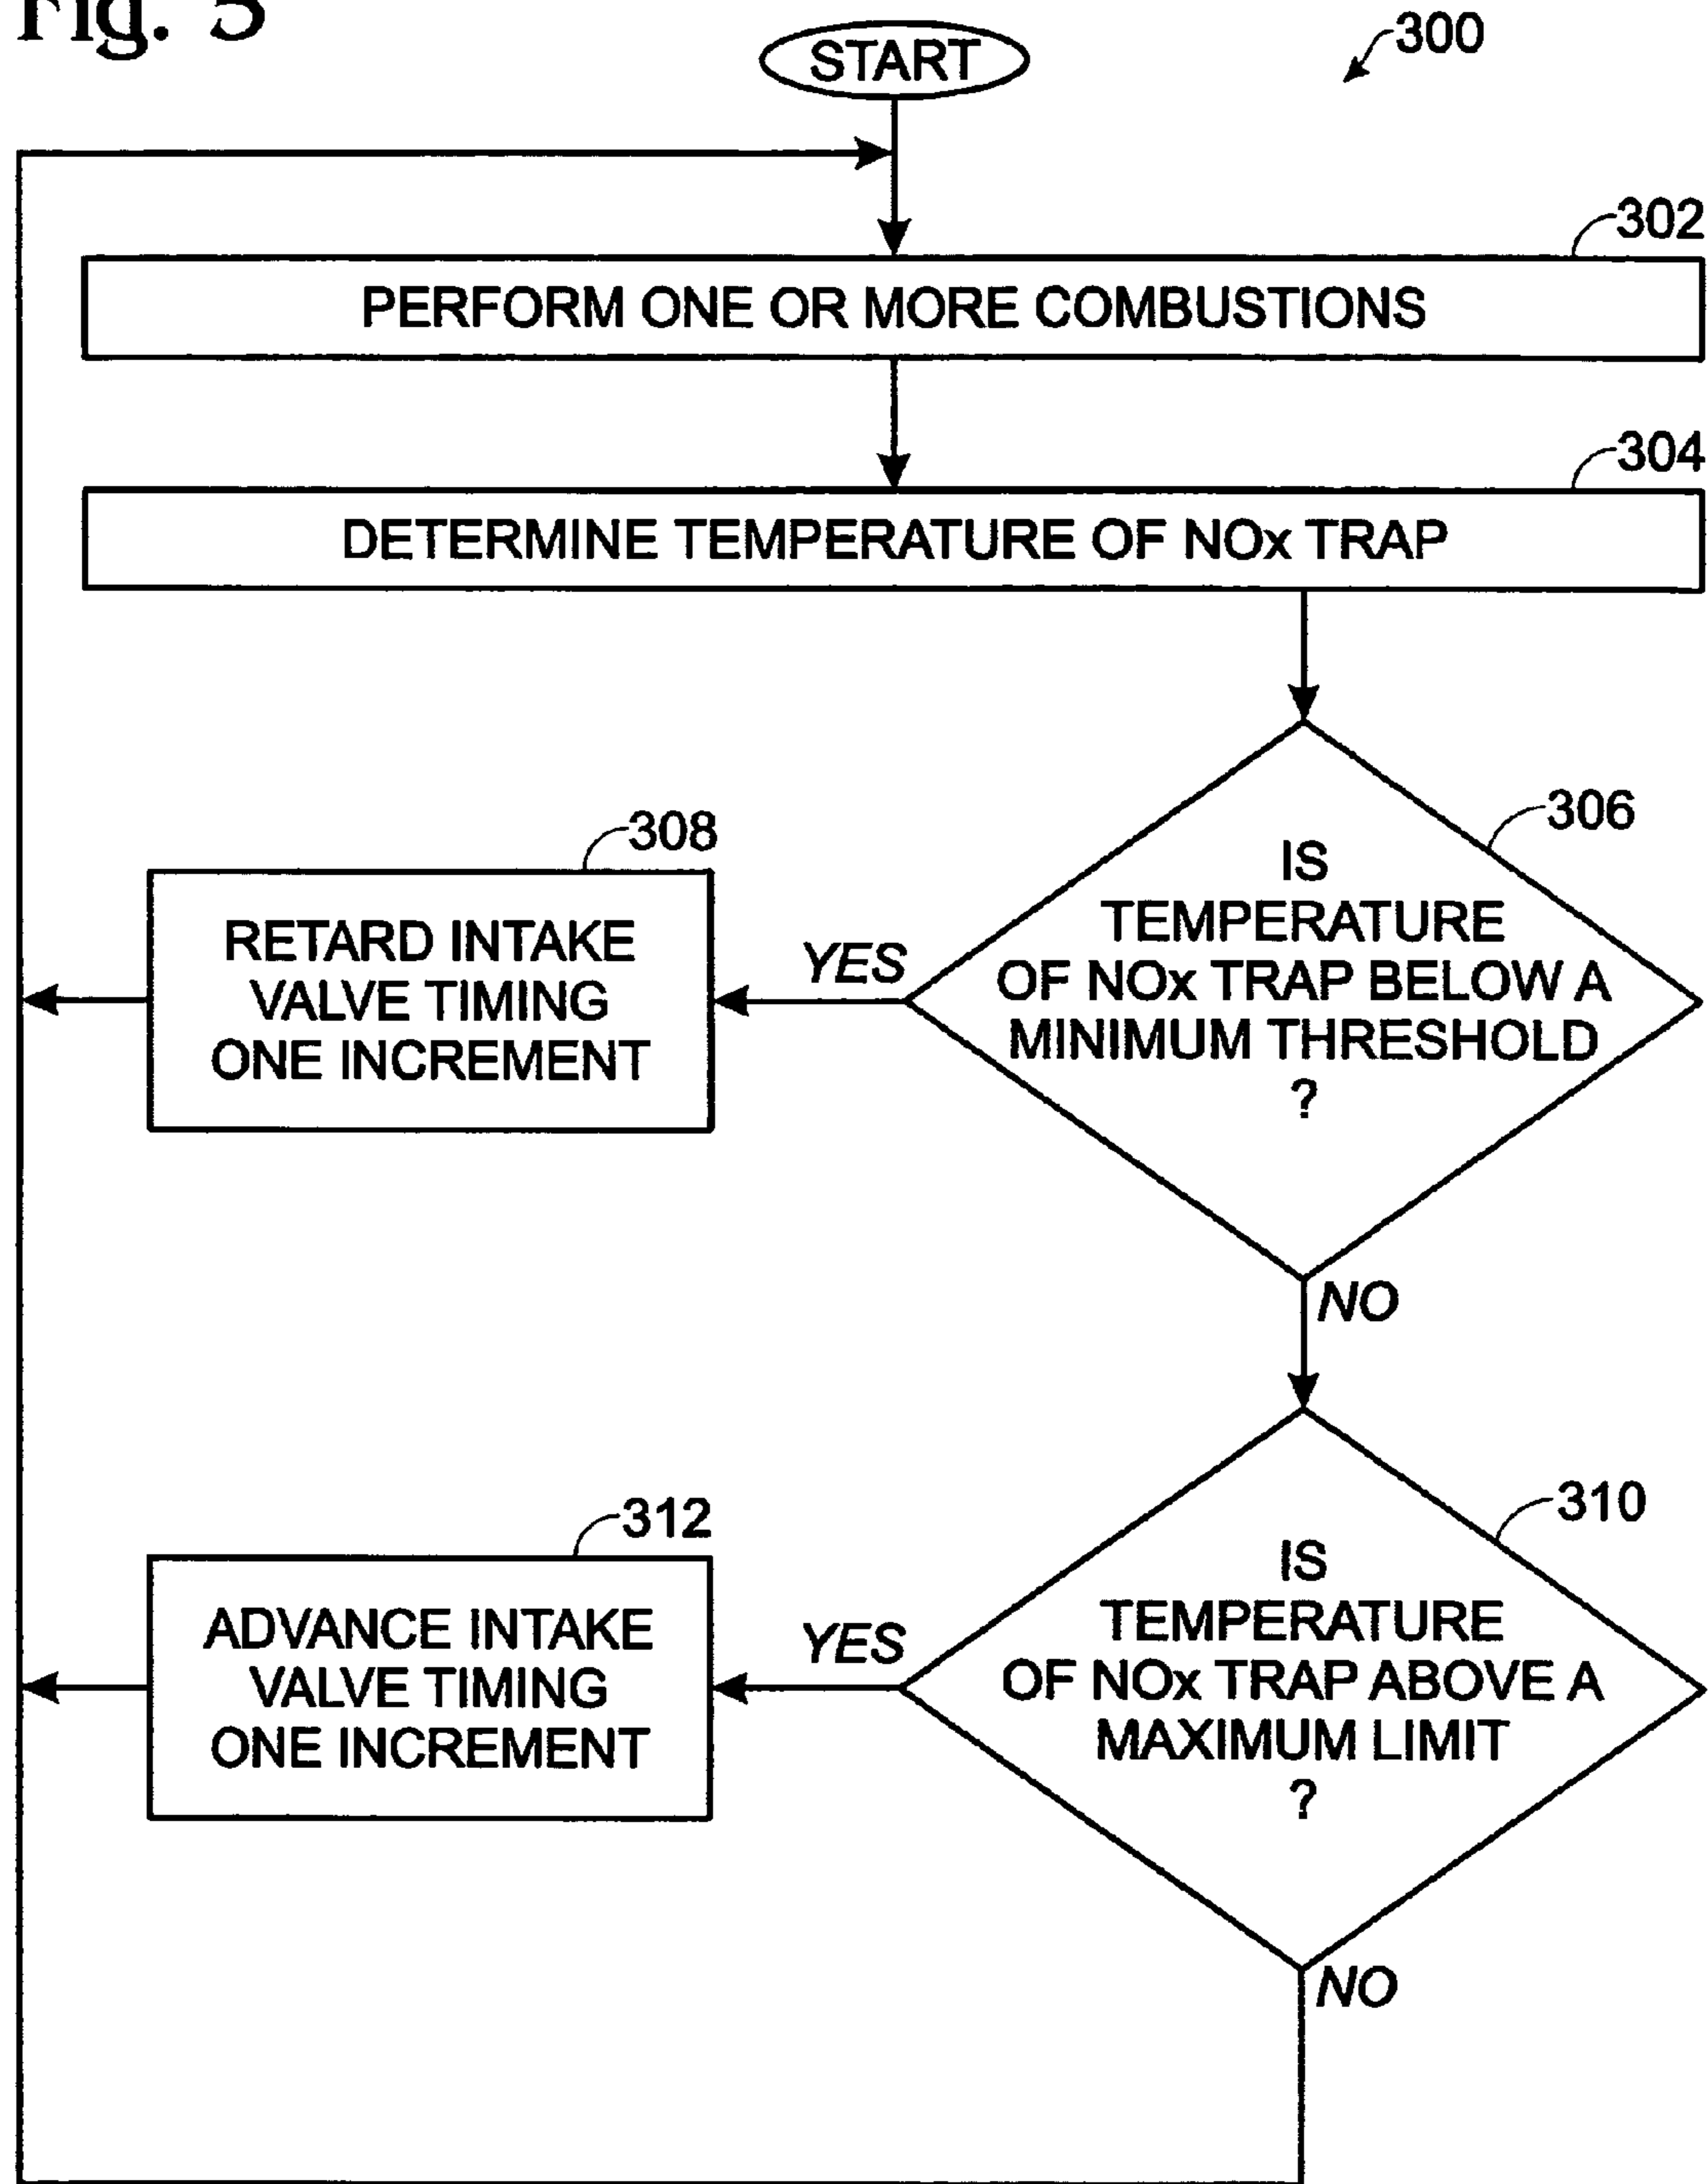 Fig. 3
START
300
302
PERFORM ONE OR MORE COMBUSTIONS
304
DETERMINE TEMPERATURE OF NOx TRAP
306
IS
TEMPERATURE
OF NOx TRAP BELOW A
MINIMUM THRESHOLD
?
308
RETARD INTAKE
VALVE TIMING
ONE INCREMENT
YES
NO
310
IS
TEMPERATURE
OF NOx TRAP ABOVE A
MAXIMUM LIMIT
?
312
ADVANCE INTAKE
VALVE TIMING
ONE INCREMENT
YES
NO